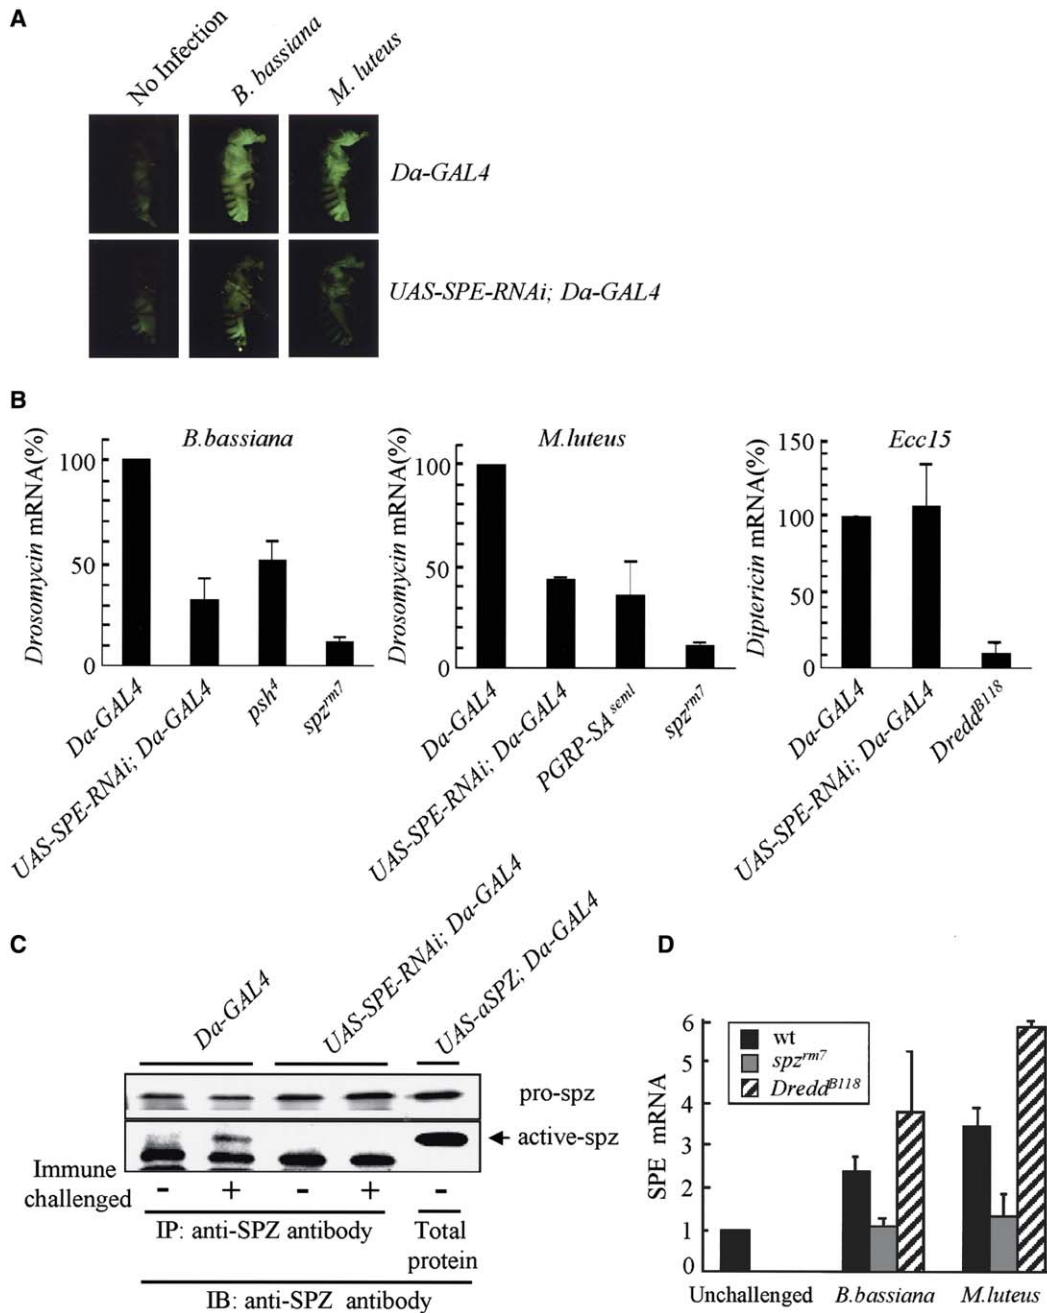 A
No Infection
B. bassiana
M. luteus
Da-GAL4
UAS-SPE-RNAi; Da-GAL4
B
Drosomycin mRNA(%)
B.bassiana
100
50
0
Da-GAL4
UAS-SPE-RNAi; Da-GAL4
psh4
spzrm7
Drosomycin mRNA(%)
M.luteus
100
50
0
Da-GAL4
UAS-SPE-RNAi; Da-GAL4
PGRP-SA seml
spzrm7
Diptericin mRNA(%)
Ecc15
150
100
50
0
Da-GAL4
UAS-SPE-RNAi; Da-GAL4
DreddB118
C
Da-GAL4
UAS-SPE-RNAi; Da-GAL4
UAS-aSPZ; Da-GAL4
pro-spz
active-spz
Immune challenged
- + - + -
IP: anti-SPZ antibody
Total protein
IB: anti-SPZ antibody
D
SPE mRNA
6
5
4
3
2
1
0
wt
spzrm7
DreddB118
Unchallenged
B.bassiana
M.luteus